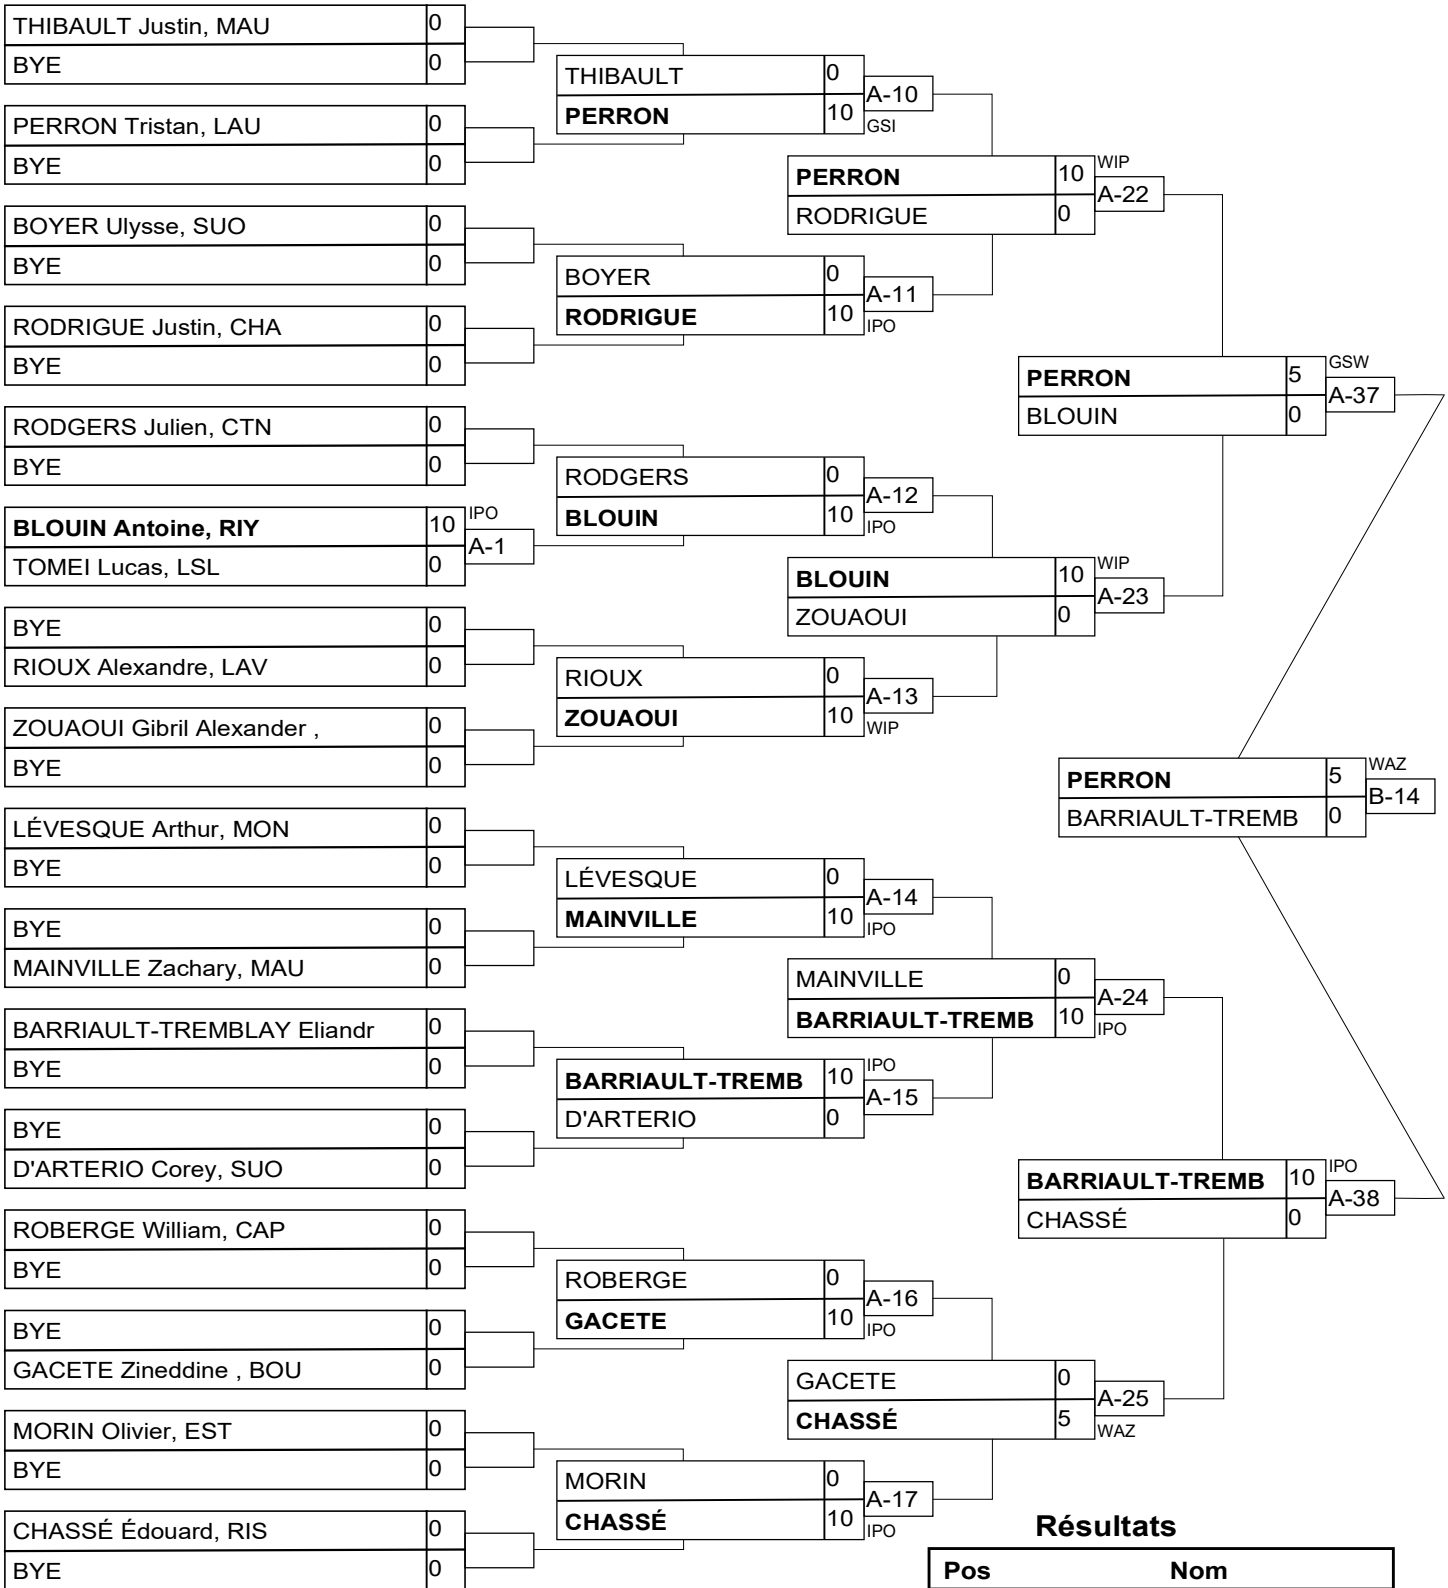 THIBAULT Justin, MAU 0
BYE 0
PERRON Tristan, LAU 0
BYE 0
BOYER Ulysse, SUO 0
BYE 0
RODRIGUE Justin, CHA 0
BYE 0
RODGERS Julien, CTN 0
BYE 0
BLOUIN Antoine, RIY 10 IPO
A-1
TOMEI Lucas, LSL 0
BYE 0
RIOUX Alexandre, LAV 0
ZOUAOUI Gibril Alexander , 0
BYE 0
LÉVESQUE Arthur, MON 0
BYE 0
BYE 0
MAINVILLE Zachary, MAU 0
BARRIAULT-TREMBLAY Eliandr 0
BYE 0
BYE 0
D'ARTERIO Corey, SUO 0
ROBERGE William, CAP 0
BYE 0
BYE 0
GACETE Zineddine , BOU 0
MORIN Olivier, EST 0
BYE 0
CHASSÉ Édouard, RIS 0
BYE 0
THIBAULT 0
A-10
PERRON 10 GSI
BOYER 0
A-11
RODRIGUE 10 IPO
RODGERS 0
A-12
BLOUIN 10 IPO
RIOUX 0
A-13
ZOUAOUI 10 WIP
LÉVESQUE 0
A-14
MAINVILLE 10 IPO
BARRIAULT-TREMB 10 IPO
A-15
D'ARTERIO 0
ROBERGE 0
A-16
GACETE 10 IPO
MORIN 0
A-17
CHASSÉ 10 IPO
PERRON 10 WIP
A-22
RODRIGUE 0
BLOUIN 10 WIP
A-23
ZOUAOUI 0
MAINVILLE 0
A-24
BARRIAULT-TREMB 10 IPO
GACETE 0
A-25
CHASSÉ 5 WAZ
PERRON 5 GSW
A-37
BLOUIN 0
BARRIAULT-TREMB 10 IPO
A-38
CHASSÉ 0
PERRON 5 WAZ
B-14
BARRIAULT-TREMB 0
Résultats
Pos Nom